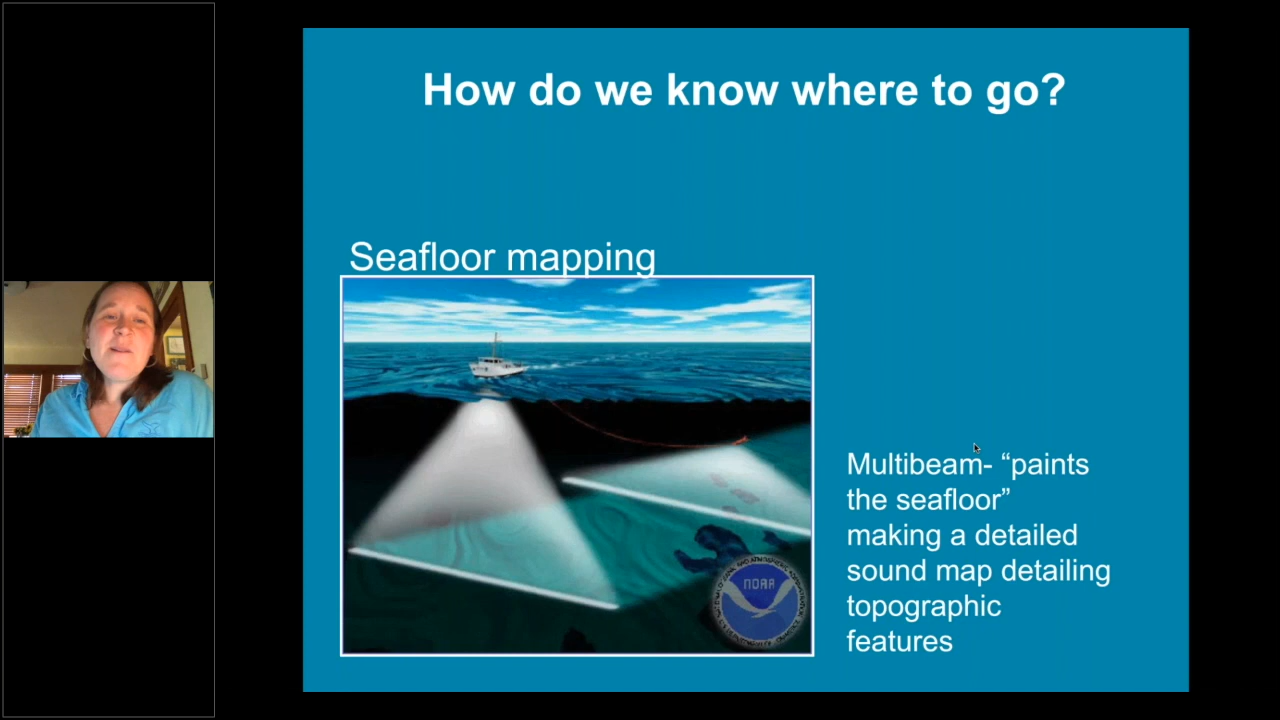 How do we know where to go?
Seafloor mapping
Multibeam- “paints
the seafloor”
making a detailed
sound map detailing
topographic
features
NOAA